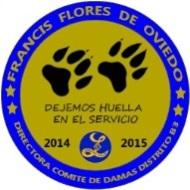 FRANCIS FLORES DE OVIEDO
DEJEMOS HUELLA
EN EL SERVICIO
2014 2015
L
DIRECTORA COMITE DE DAMAS DISTRITO B3